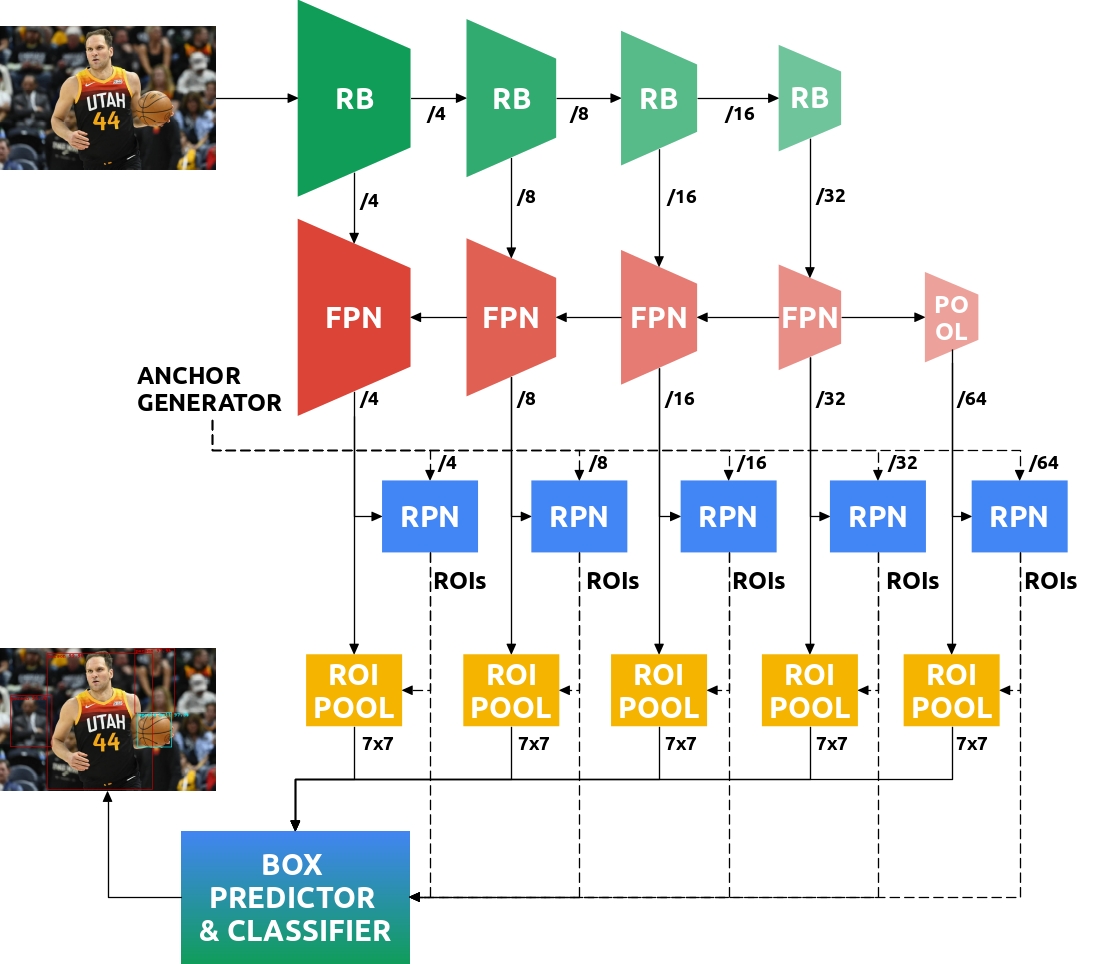 UTAH
44
RB
RB
RB
RB
/4
/8
/16
/4
/8
/16
/32
FPN
FPN
FPN
FPN
PO
OL
ANCHOR
GENERATOR
/4
/8
/16
/32
/64
/4
/8
/16
/32
/64
RPN
RPN
RPN
RPN
RPN
ROIs
ROIs
ROIs
ROIs
ROIs
ROI
POOL
ROI
POOL
ROI
POOL
ROI
POOL
ROI
POOL
7x7
7x7
7x7
7x7
7x7
UTAH
44
BOX
PREDICTOR
& CLASSIFIER